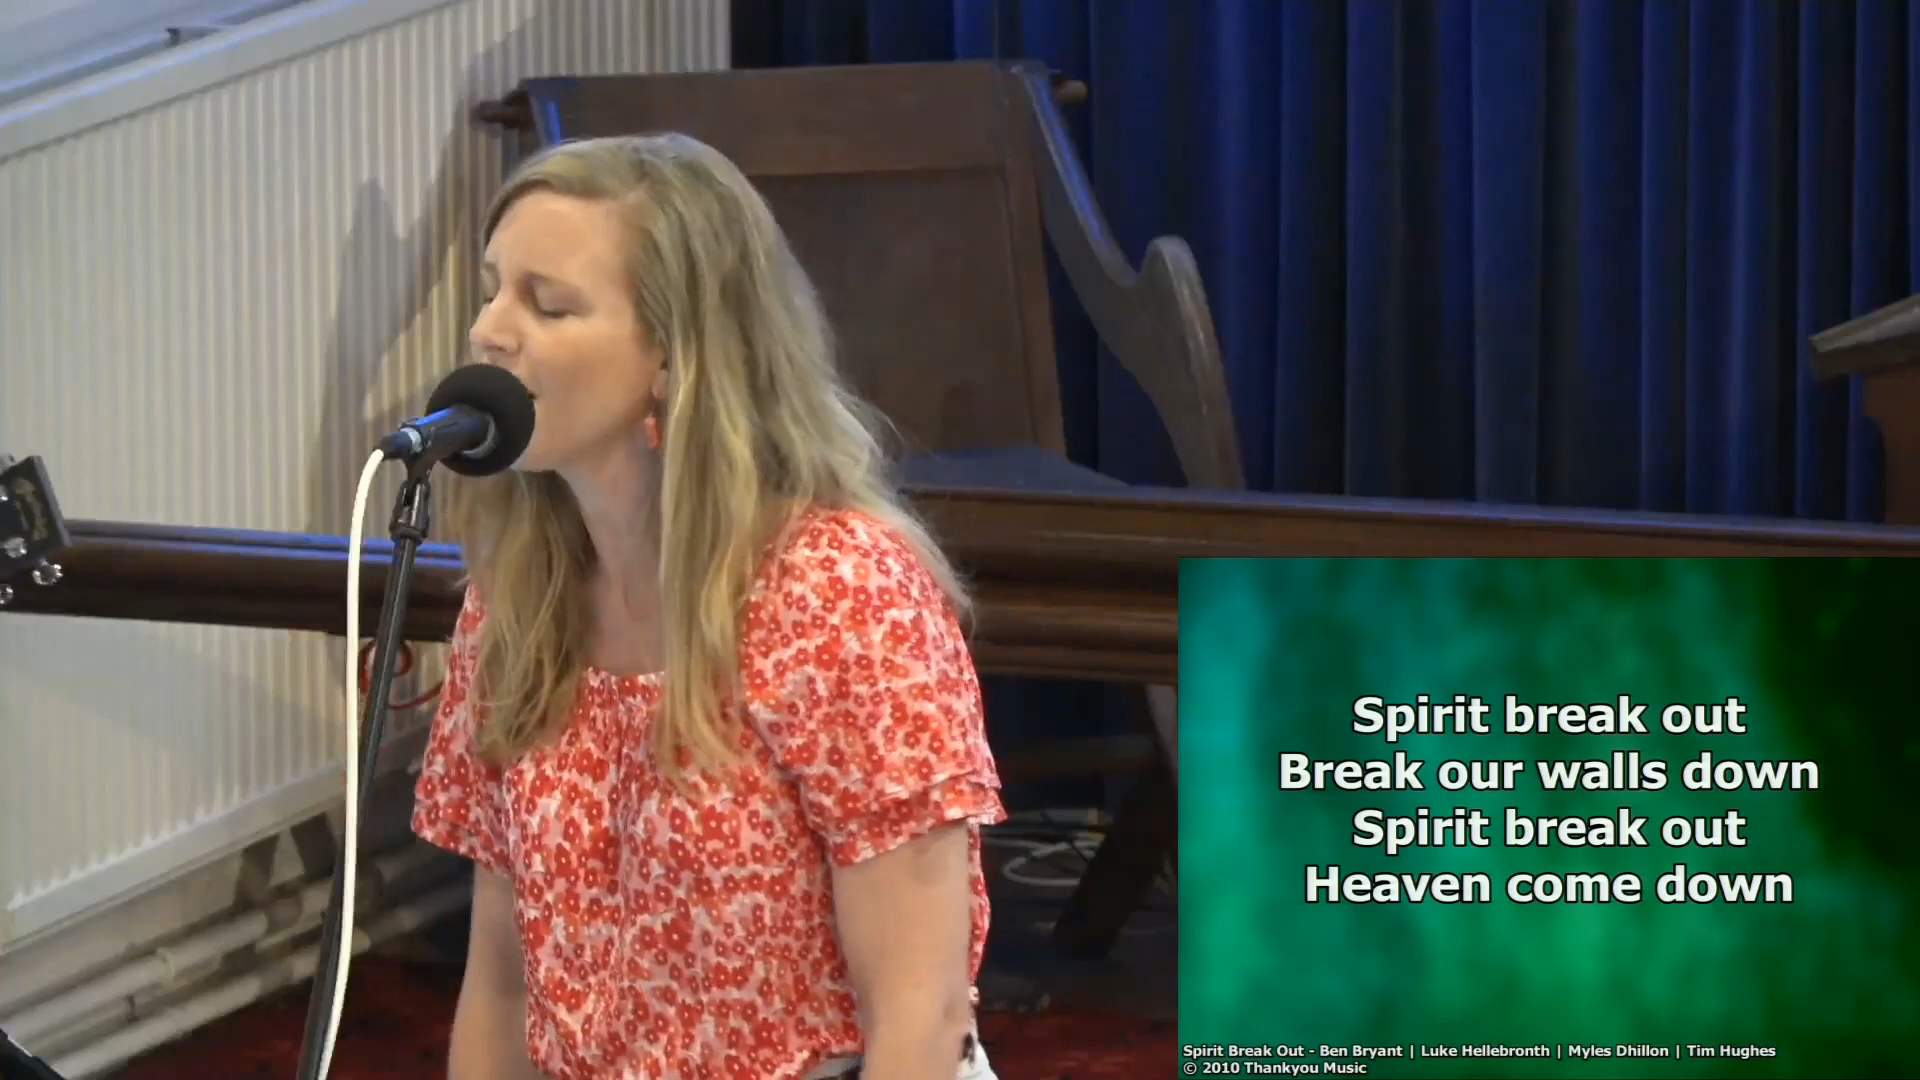 Spirit break out
Break our walls down
Spirit break out
Heaven come down
Spirit Break Out - Ben Bryant | Luke Hellebronth | Myles Dhillon | Tim Hughes
© 2010 Thankyou Music